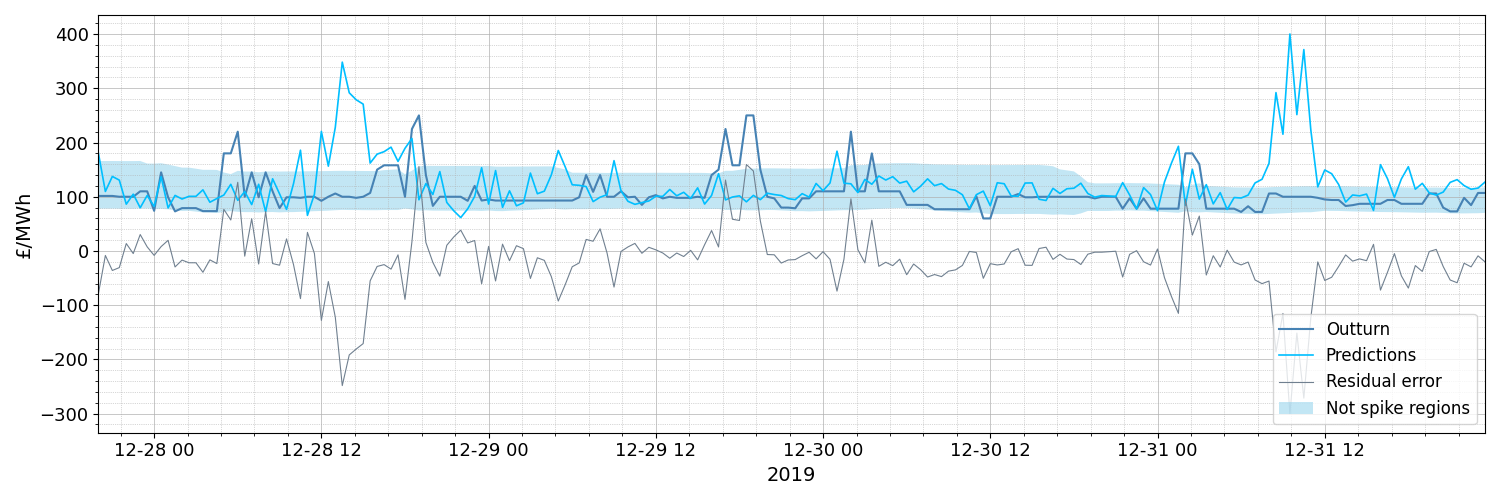 400
300
200
100
0
−100
−200
−300
£/MWh
Outturn
Predictions
Residual error
Not spike regions
12-28 00 12-28 12 12-29 00 12-29 12 12-30 00 12-30 12 12-31 00 12-31 12
2019